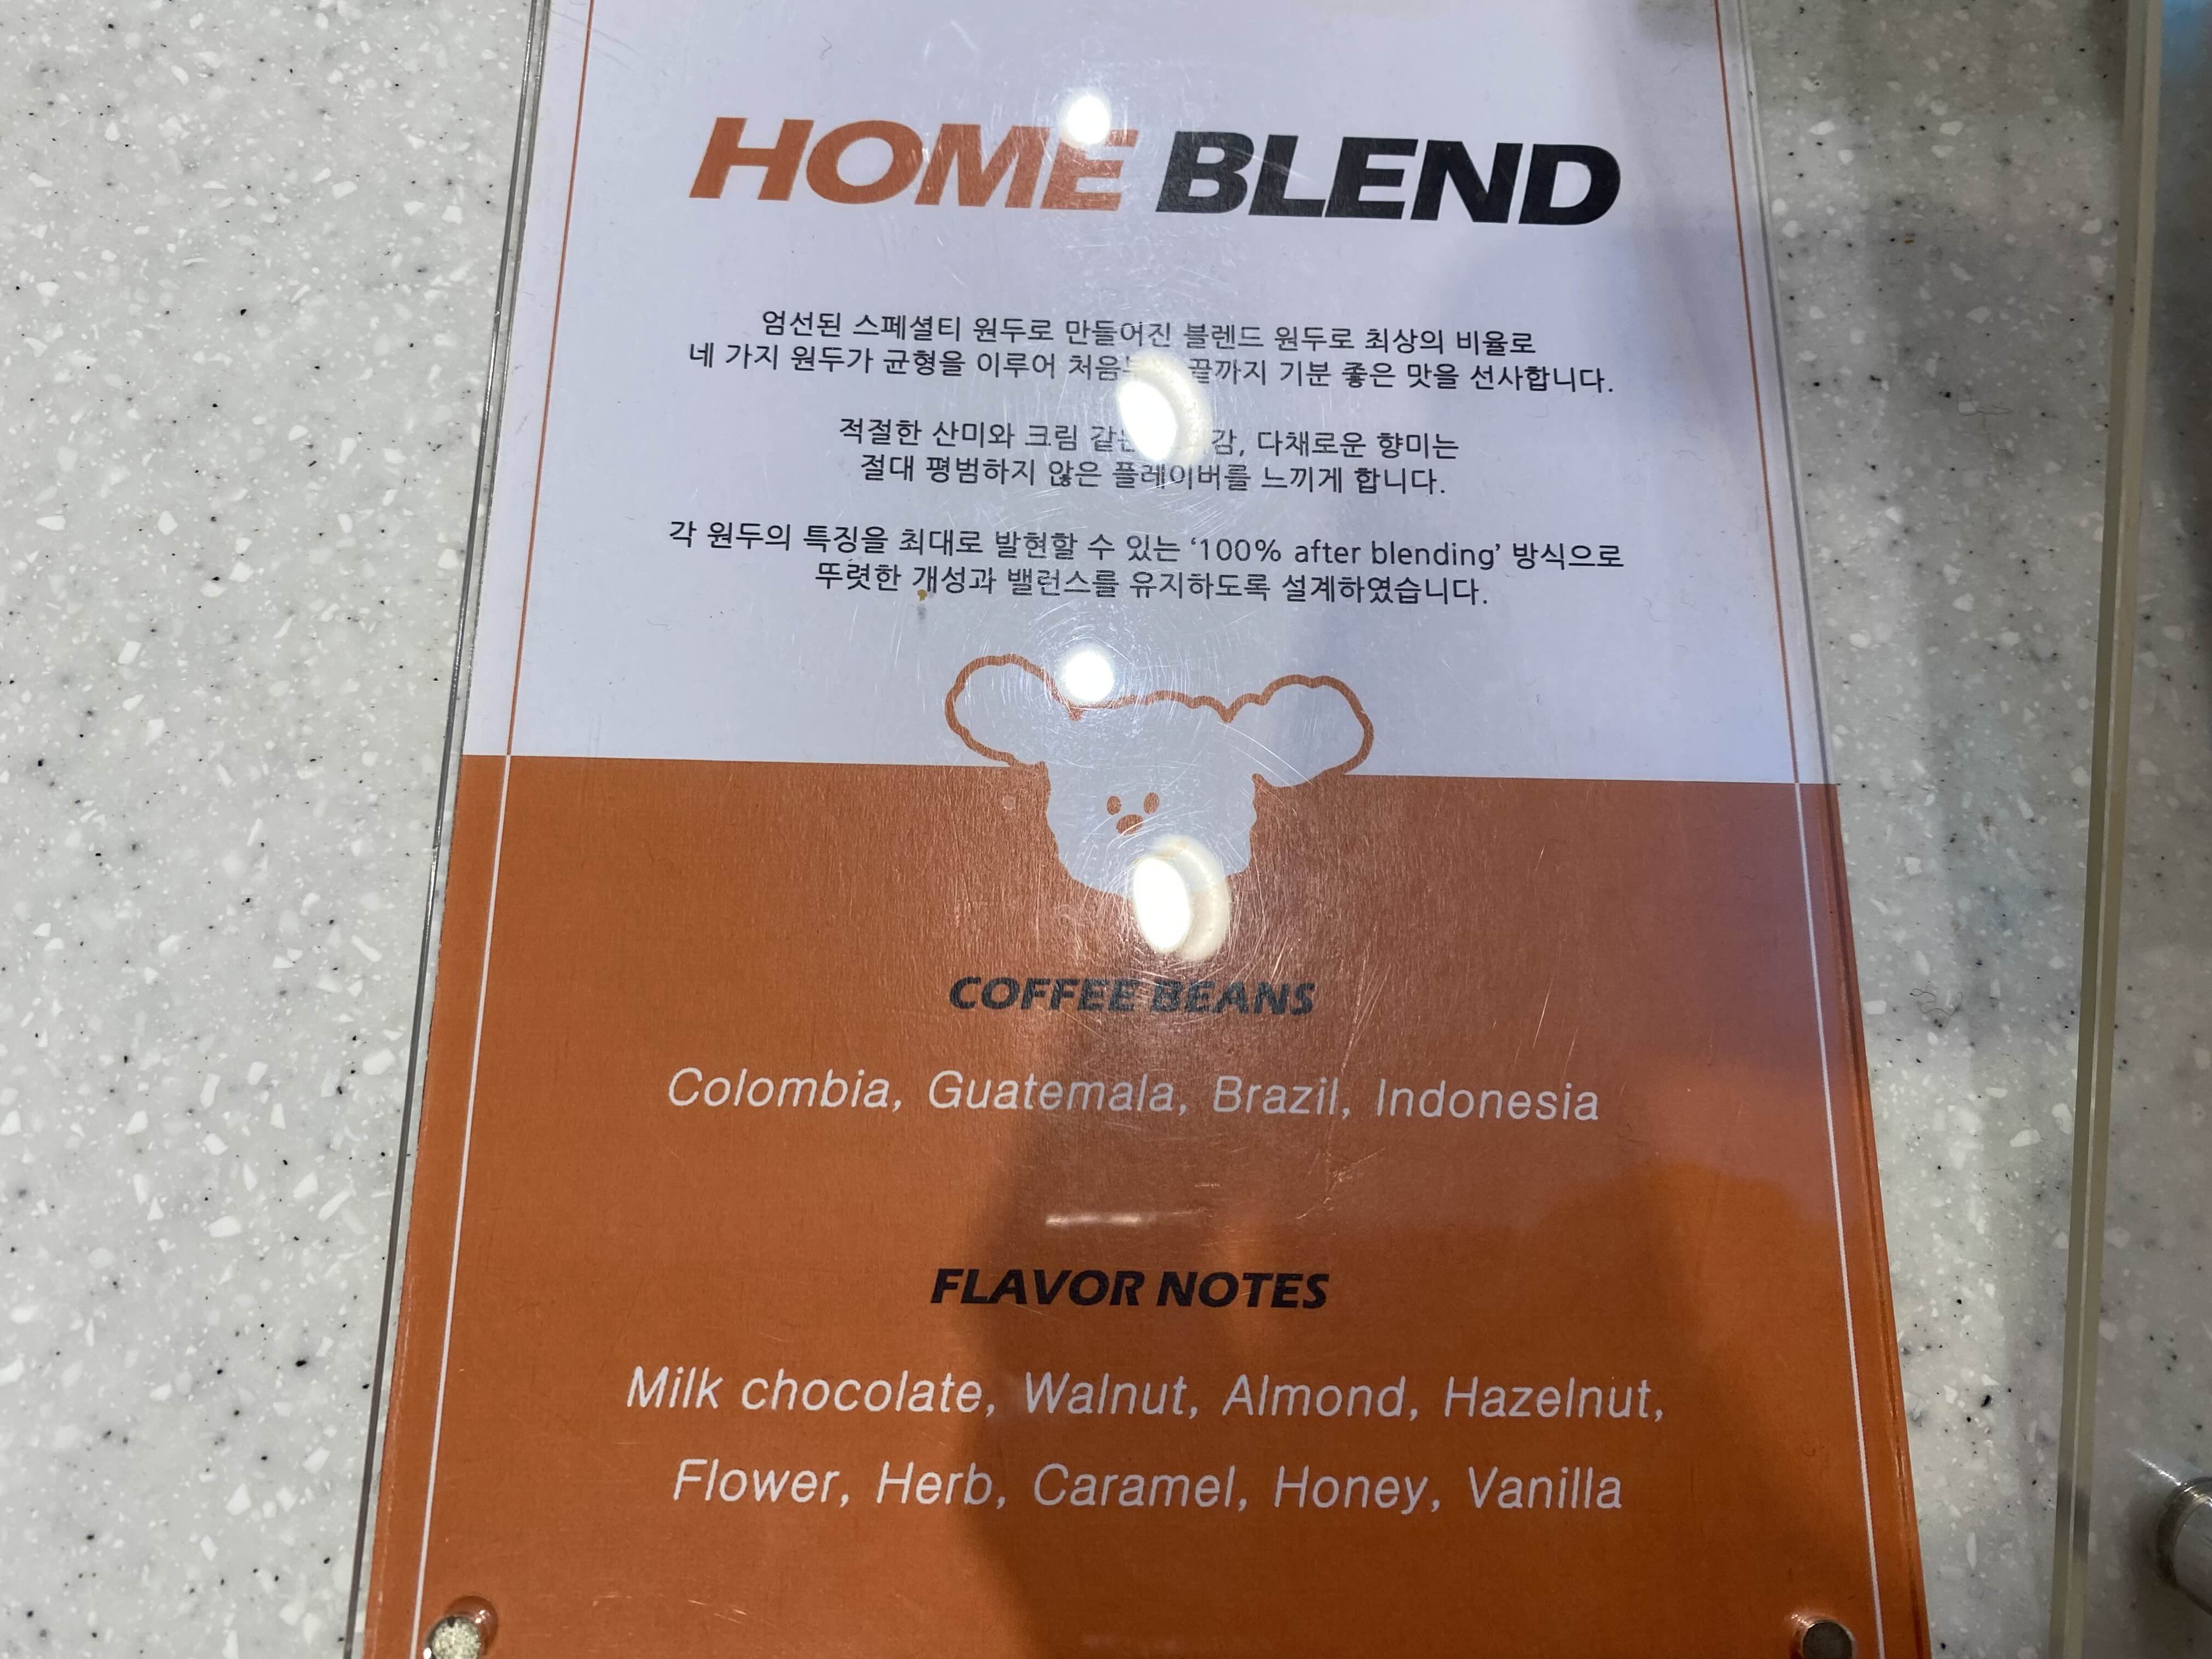 HOME BLEND
엄선된 스페셜티 원두로 만들어진 블렌드 원두로 최상의 비율로
네 가지 원두가 균형을 이루어 끝까지 기분 좋은 맛을 선사합니다.
적절한 산미와 크림 다채로운 향미는
절대 평범하지 않은 플레이버를 느끼게 합니다.
각 원두의 특징을 최대로 발현할 수 있는 ‘100% after blending’ 방식으로
뚜렷한 개성과 밸런스를 유지하도록 설계하였습니다.
COFFEE BEANS
Colombia, Guatemala, Brazil, Indonesia
FLAVOR NOTES
Milk chocolate, Walnut, Almond, Hazelnut,
Flower, Herb, Caramel, Honey, Vanilla